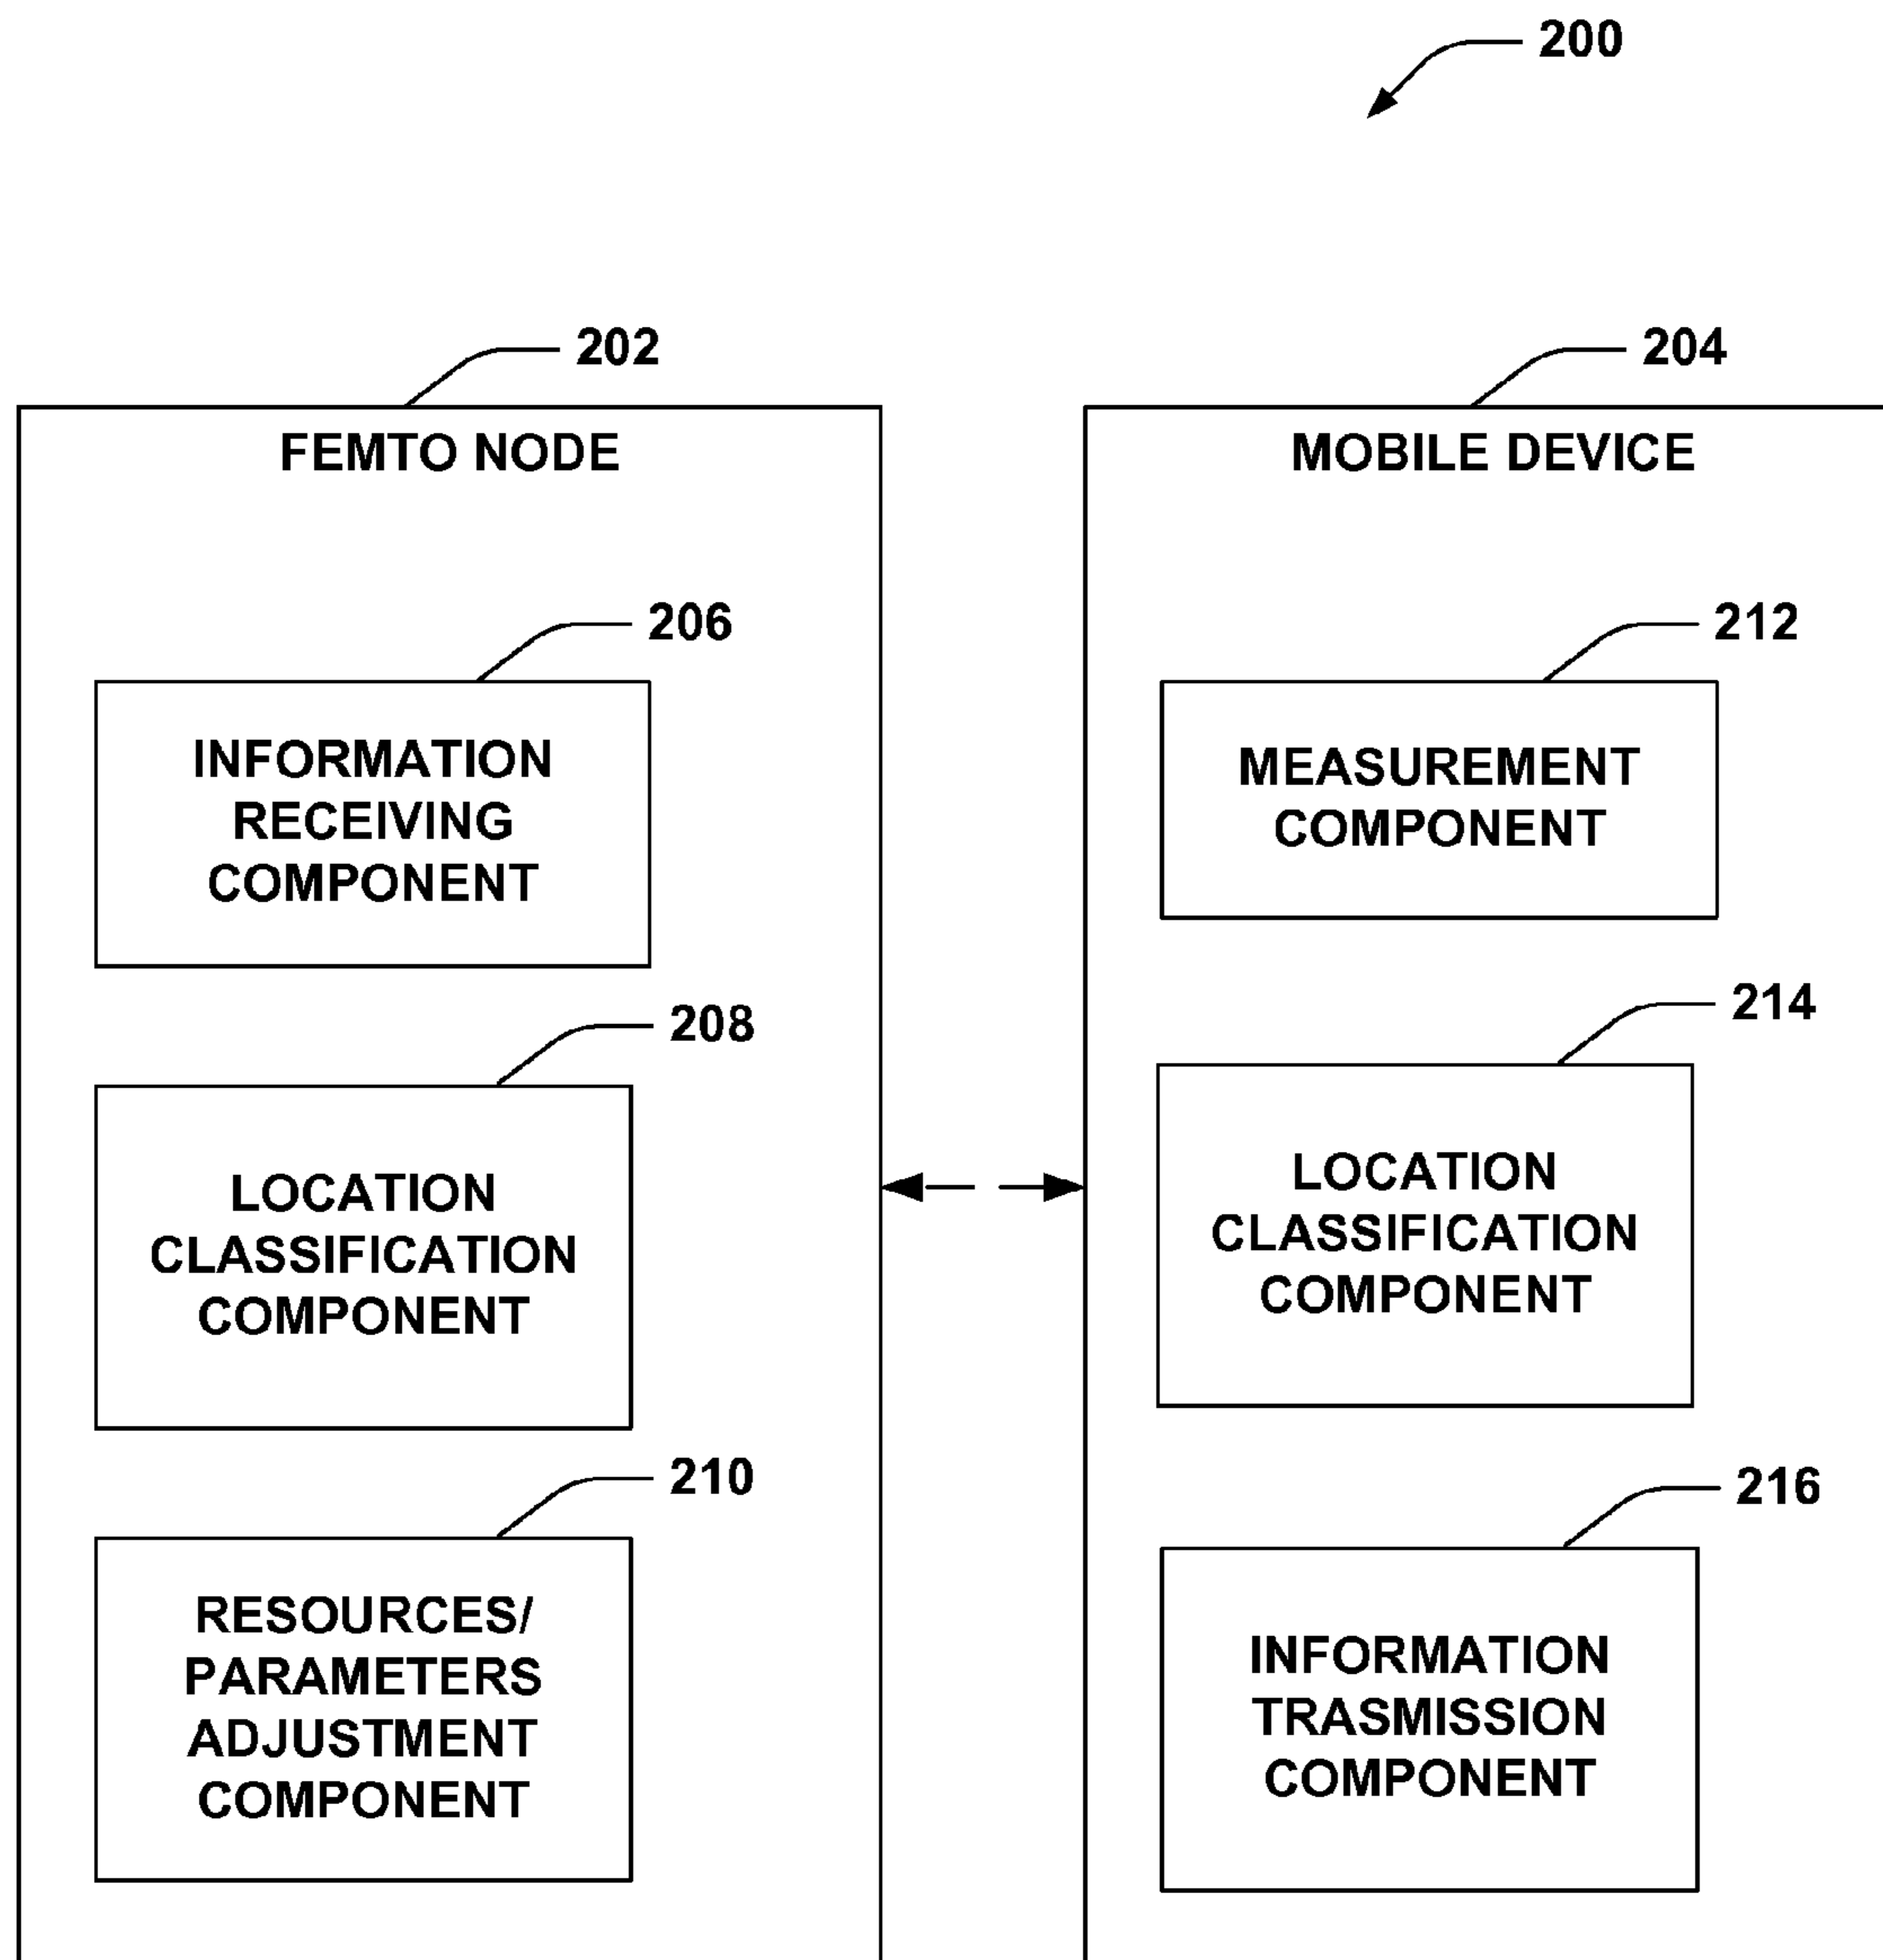 200
202
FEMTO NODE
206
INFORMATION
RECEIVING
COMPONENT
208
LOCATION
CLASSIFICATION
COMPONENT
210
RESOURCES/
PARAMETERS
ADJUSTMENT
COMPONENT
204
MOBILE DEVICE
212
MEASUREMENT
COMPONENT
214
LOCATION
CLASSIFICATION
COMPONENT
216
INFORMATION
TRASMISSION
COMPONENT